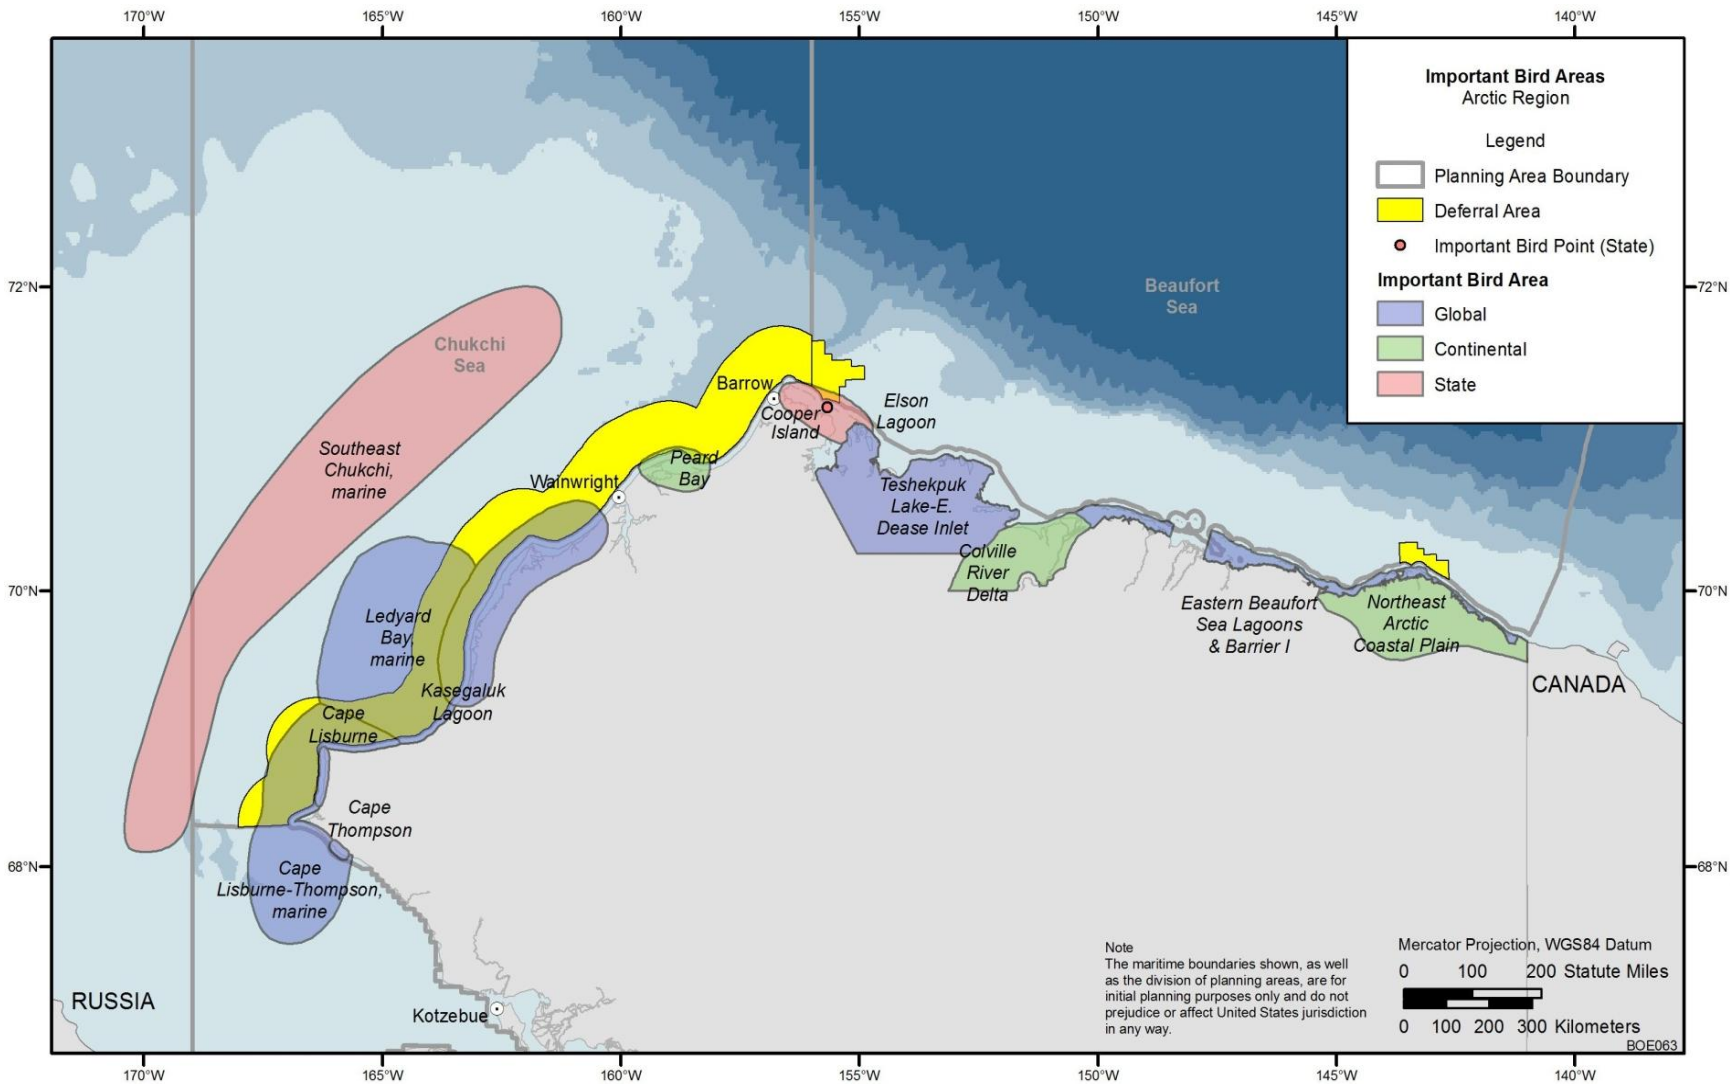 170°W
165°W
160°W
155°W
150°W
145°W
140°W
Important Bird Areas
Arctic Region
Legend
Planning Area Boundary
Deferral Area
Important Bird Point (State)
Important Bird Area
Global
Continental
State
72°N
72°N
Beaufort
Sea
Chukchi
Sea
Barrow
Cooper
Island
Elson
Lagoon
Southeast
Chukchi,
marine
Peard
Bay
Wainwright
Teshekpuk
Lake-E.
Dease Inlet
Colville
River
Delta
70°N
70°N
Ledyard
Bay,
marine
Eastern Beaufort
Sea Lagoons
& Barrier I
Northeast
Arctic
Coastal Plain
Kasegaluk
Lagoon
CANADA
Cape
Lisburne
Cape
Thompson
68°N
68°N
Cape
Lisburne-Thompson,
marine
RUSSIA
Kotzebue
Note
The maritime boundaries shown, as well
as the division of planning areas, are for
initial planning purposes only and do not
prejudice or affect United States jurisdiction
in any way.
Mercator Projection, WGS84 Datum
0 100 200 Statute Miles
0 100 200 300 Kilometers
BOE063
170°W
165°W
160°W
155°W
150°W
145°W
140°W